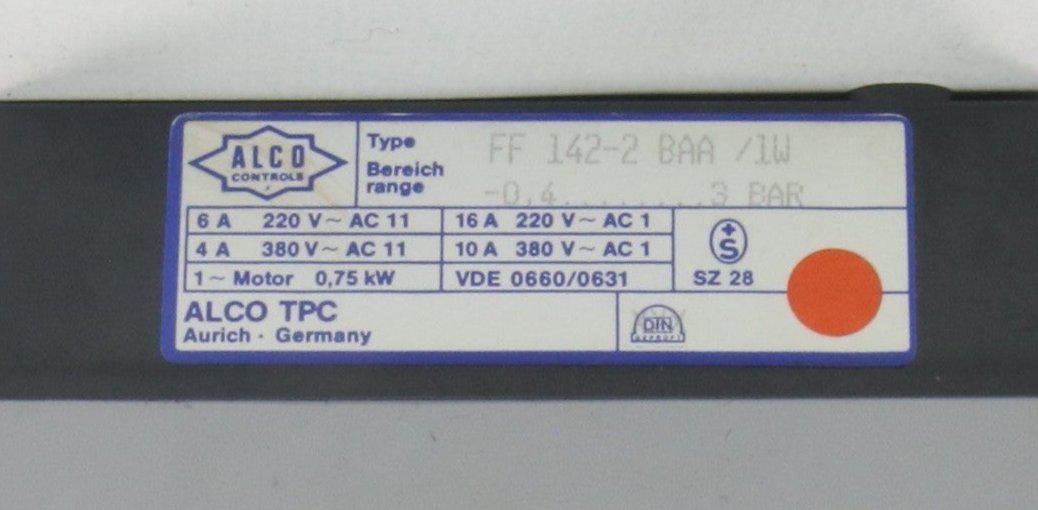 ALCO
CONTROLS
Type FF 142-2 BAA /1W
Bereich
range -0,4........3 BAR
6 A 220 V~ AC 11 16 A 220 V~ AC 1
4 A 380 V~ AC 11 10 A 380 V~ AC 1
1~ Motor 0,75 kW VDE 0660/0631
+
S
SZ 28
ALCO TPC
Aurich · Germany
DIN
GEPRÜFT